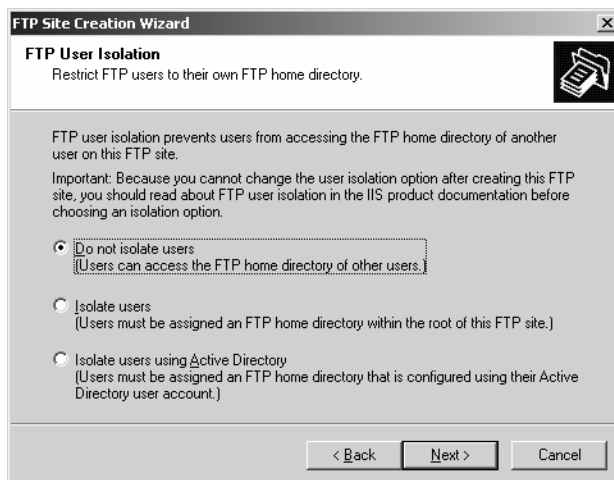 FTP Site Creation Wizard
FTP User Isolation
Restrict FTP users to their own FTP home directory.
FTP user isolation prevents users from accessing the FTP home directory of another
user on this FTP site.
Important: Because you cannot change the user isolation option after creating this FTP
site, you should read about FTP user isolation in the IIS product documentation before
choosing an isolation option.
Do not isolate users
(Users can access the FTP home directory of other users.)
Isolate users
(Users must be assigned an FTP home directory within the root of this FTP site.)
Isolate users using Active Directory
(Users must be assigned an FTP home directory that is configured using their Active
Directory user account.)
< Back
Next >
Cancel